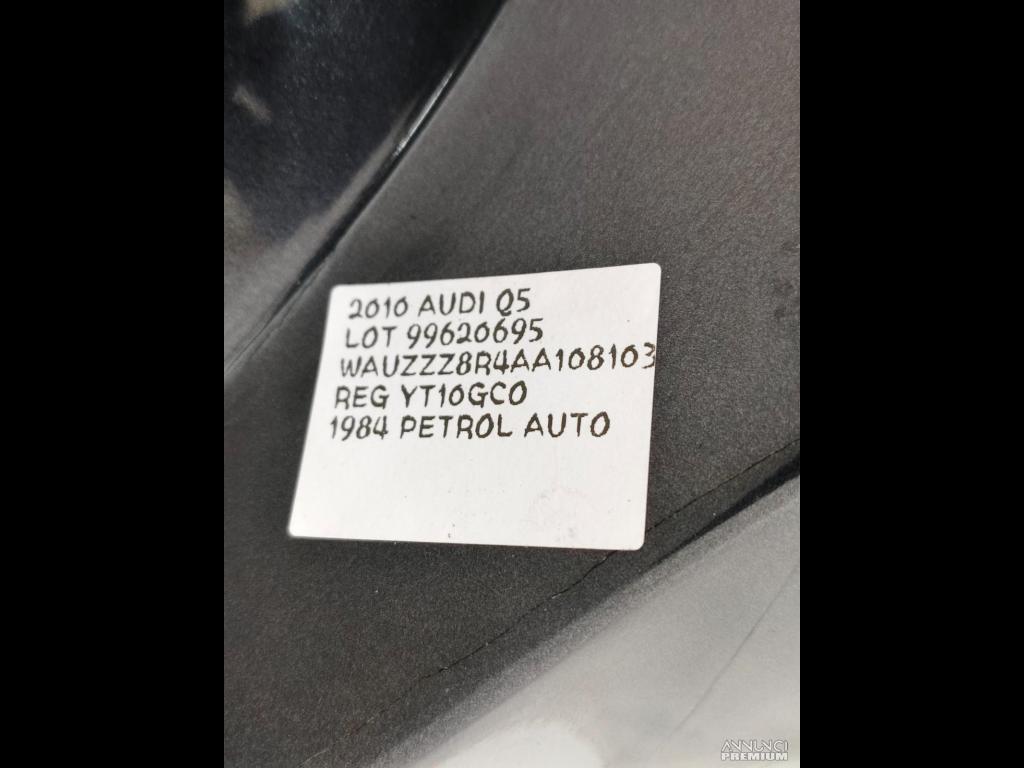 2010 AUDI Q5
LOT 99620695
WAUZZZ8R4AA108103
REG YT10GCO
1984 PETROL AUTO
ANNUNCI
PREMIUM